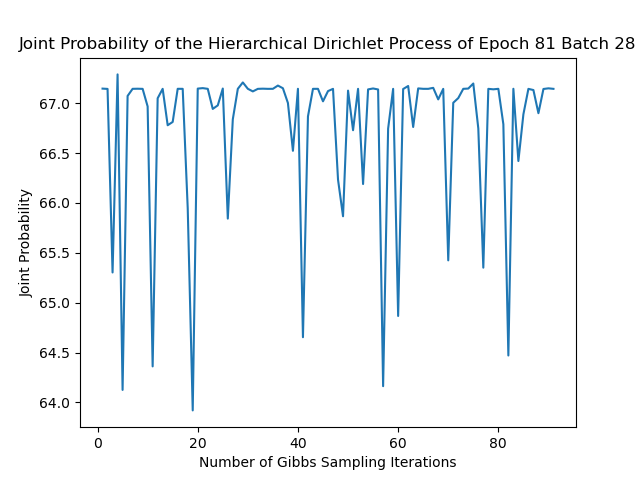 Joint Probability of the Hierarchical Dirichlet Process of Epoch 81 Batch 28
Joint Probability
67.0
66.5
66.0
65.5
65.0
64.5
64.0
0 20 40 60 80
Number of Gibbs Sampling Iterations